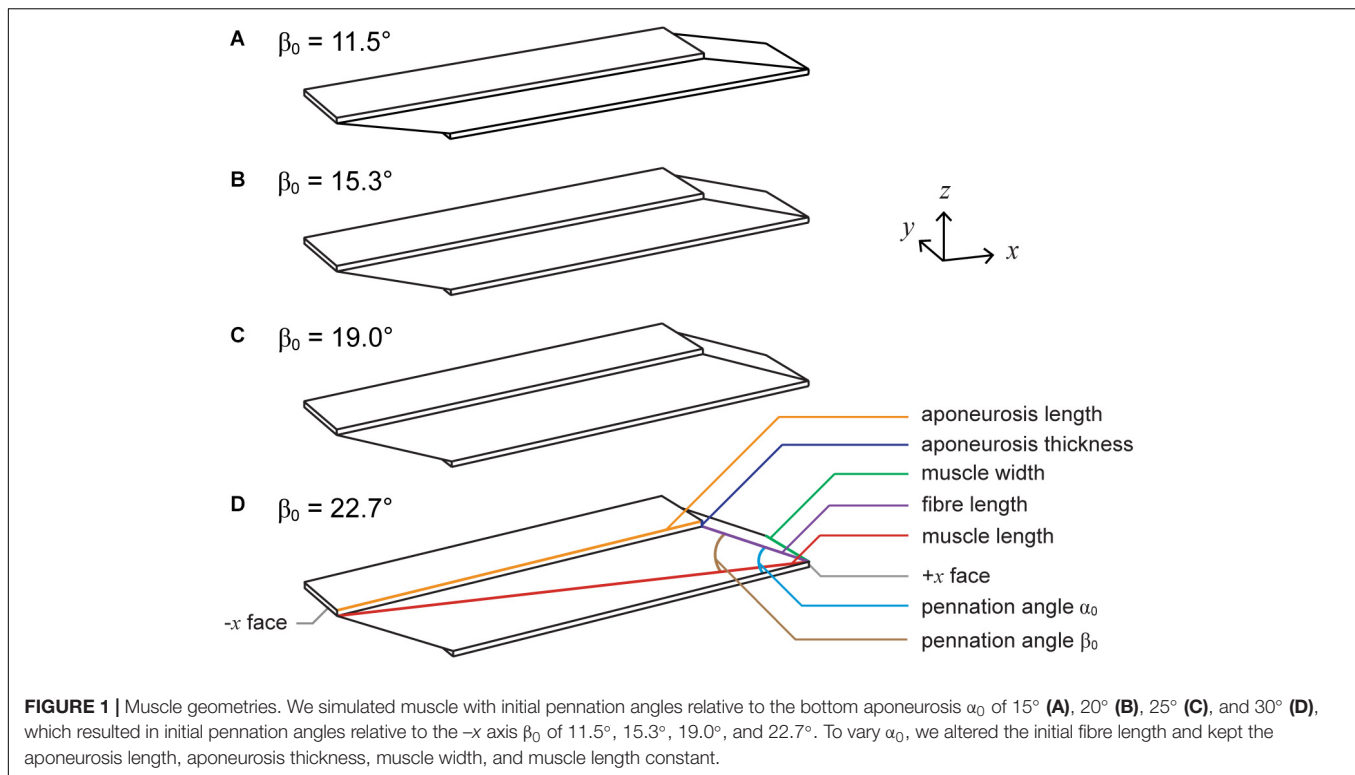 A β₀ = 11.5°
B β₀ = 15.3°
z
y
x
C β₀ = 19.0°
aponeurosis length
aponeurosis thickness
muscle width
D β₀ = 22.7°
fibre length
muscle length
+x face
-x face
pennation angle α₀
pennation angle β₀
FIGURE 1 | Muscle geometries. We simulated muscle with initial pennation angles relative to the bottom aponeurosis α₀ of 15° (A), 20° (B), 25° (C), and 30° (D),
which resulted in initial pennation angles relative to the –x axis β₀ of 11.5°, 15.3°, 19.0°, and 22.7°. To vary α₀, we altered the initial fibre length and kept the
aponeurosis length, aponeurosis thickness, muscle width, and muscle length constant.